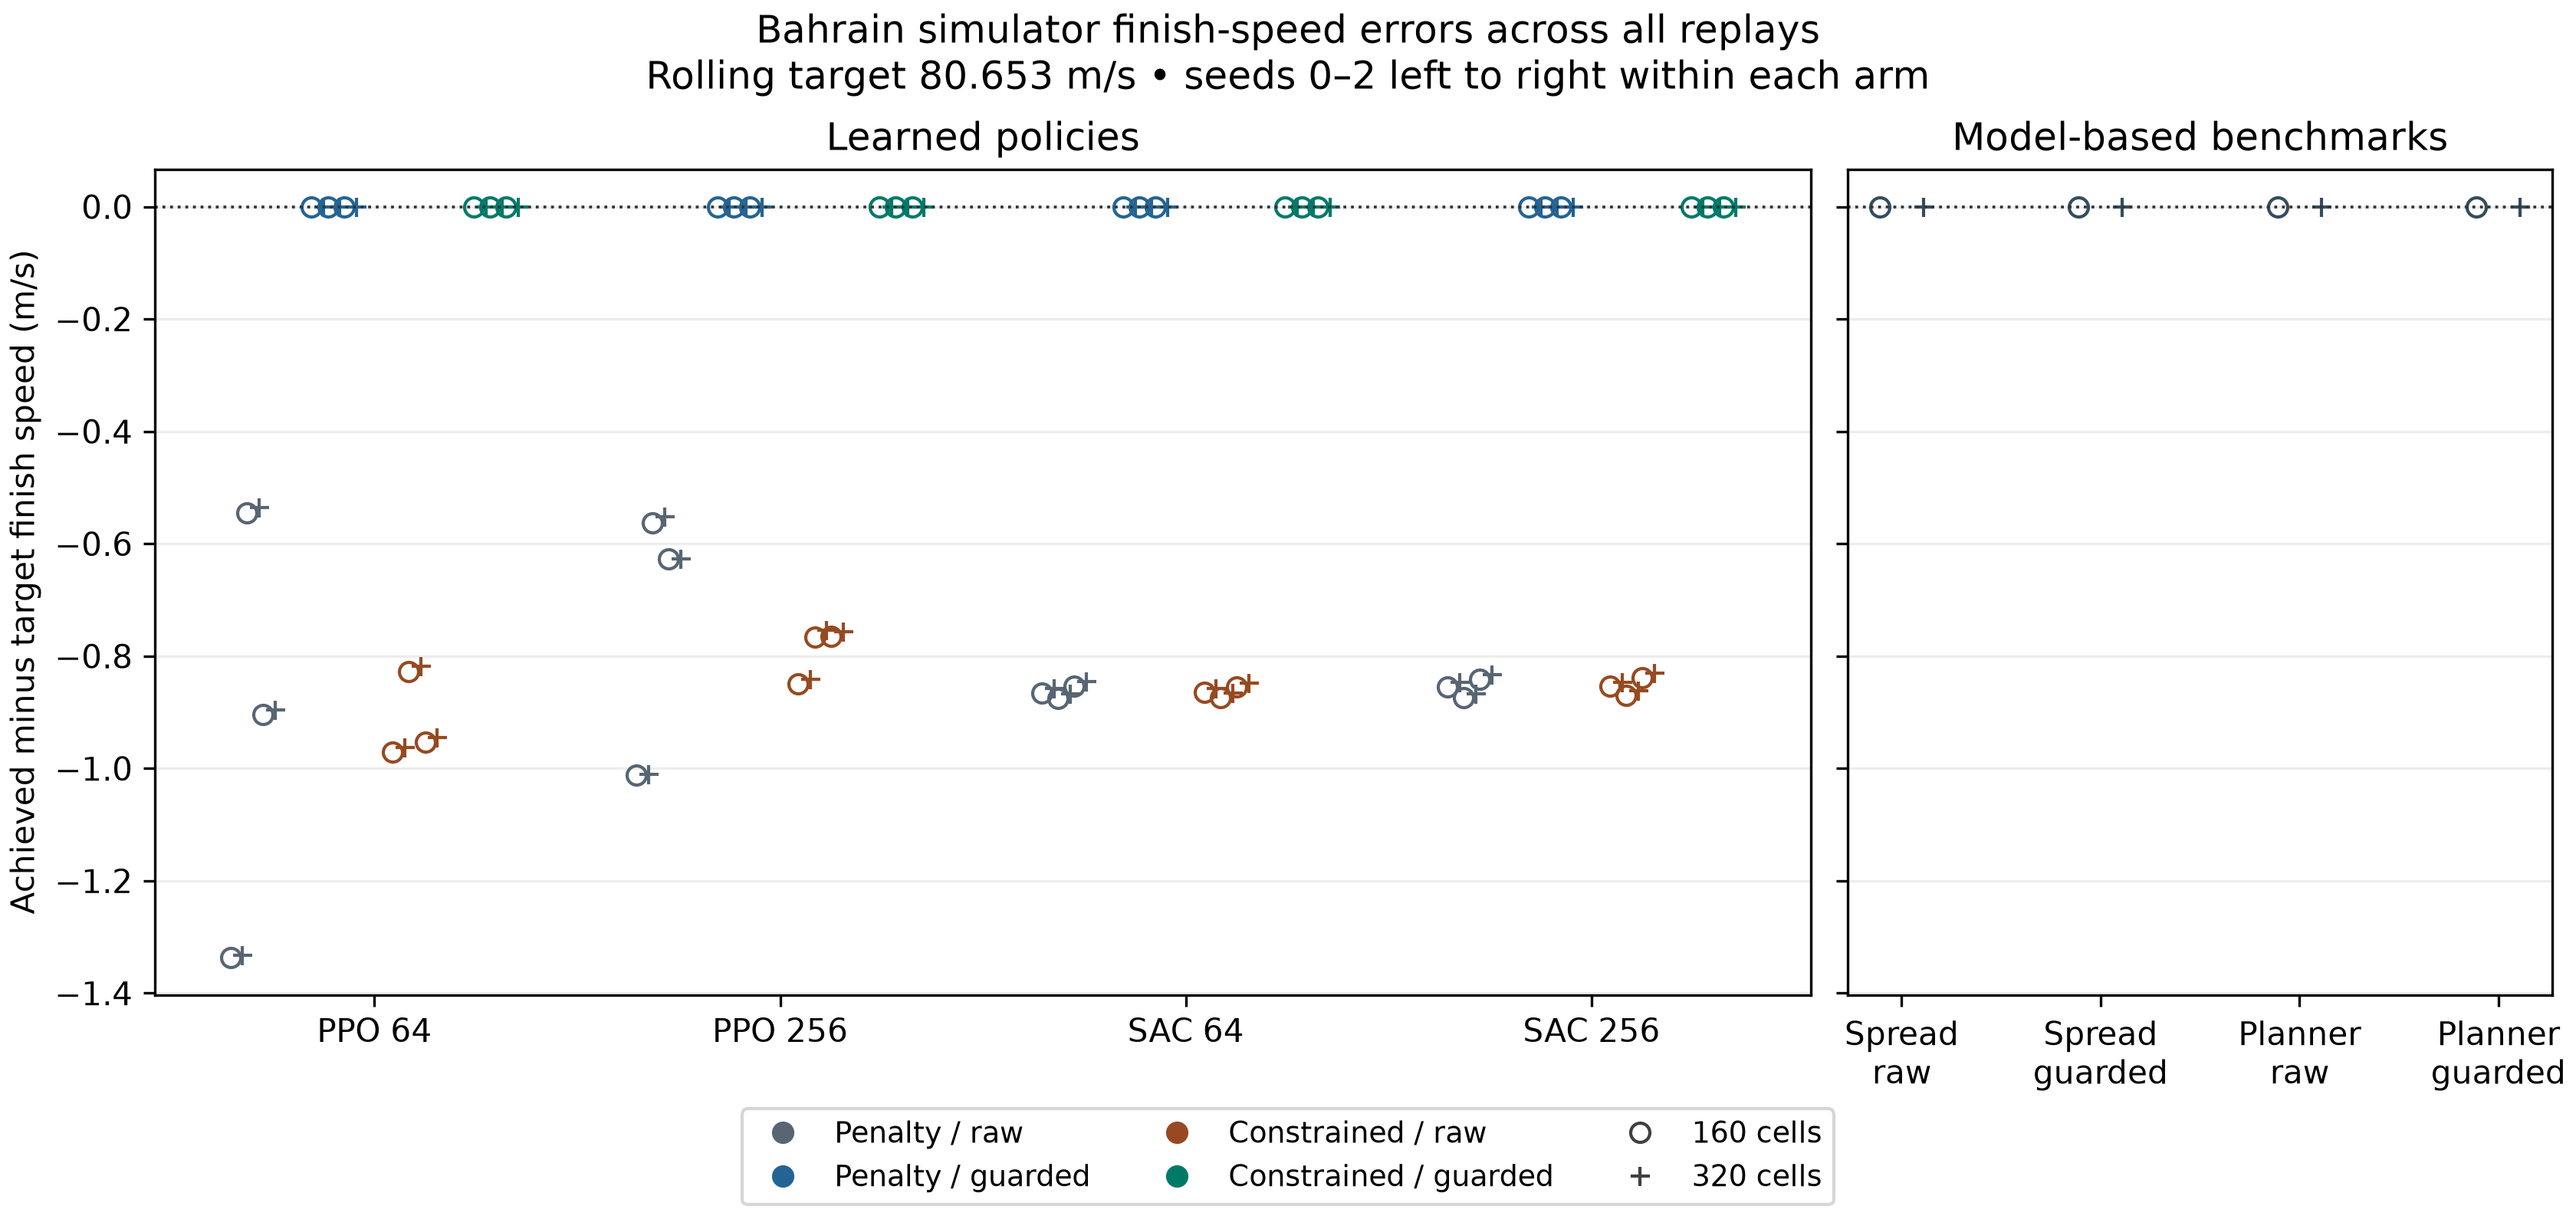 Bahrain simulator finish-speed errors across all replays
Rolling target 80.653 m/s • seeds 0–2 left to right within each arm
Learned policies
Model-based benchmarks
Achieved minus target finish speed (m/s)
0.0
−0.2
−0.4
−0.6
−0.8
−1.0
−1.2
−1.4
PPO 64
PPO 256
SAC 64
SAC 256
Spread
raw
Spread
guarded
Planner
raw
Planner
guarded
Penalty / raw
Penalty / guarded
Constrained / raw
Constrained / guarded
160 cells
320 cells